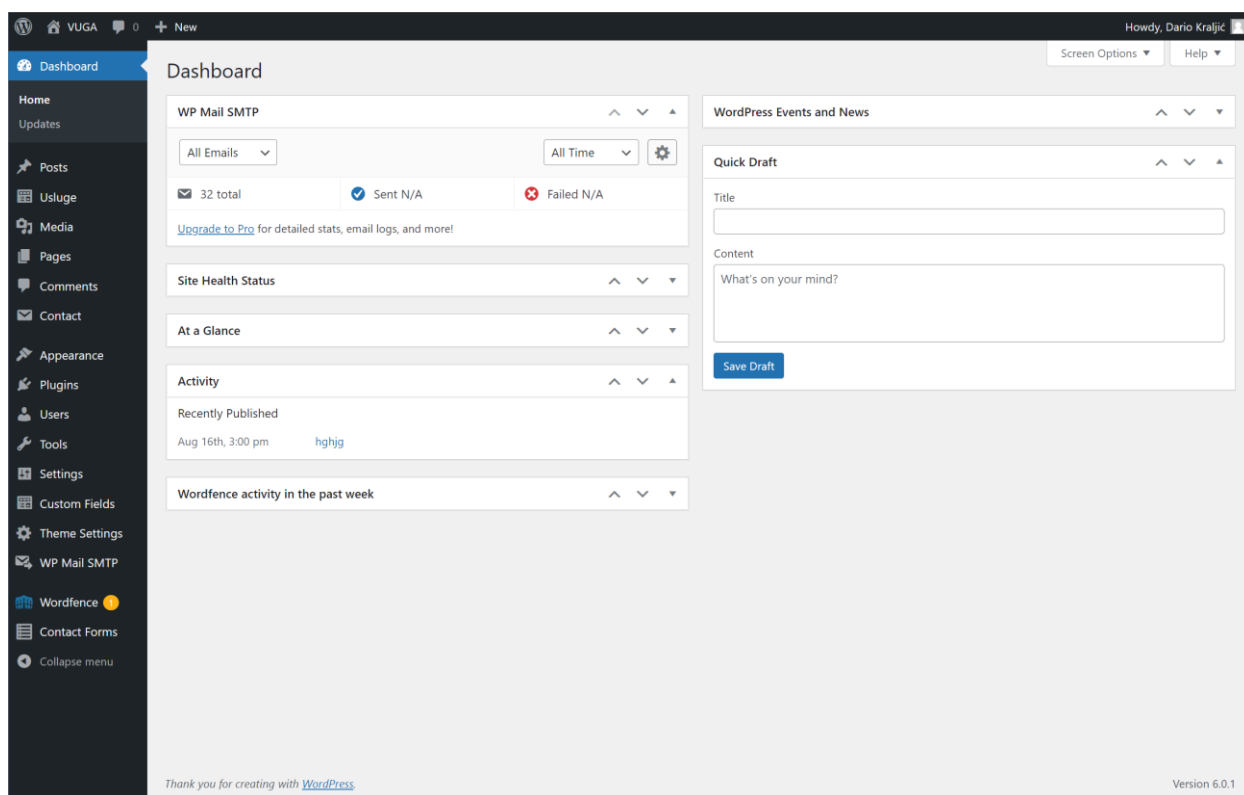 VUGA 0 New Howdy, Dario Kraljić
Screen Options Help
Dashboard
Home
Updates
Posts
Usluge
Media
Pages
Comments
Contact
Appearance
Plugins
Users
Tools
Settings
Custom Fields
Theme Settings
WP Mail SMTP
Wordfence 1
Contact Forms
Collapse menu
Dashboard
WP Mail SMTP
All Emails All Time
32 total Sent N/A Failed N/A
Upgrade to Pro for detailed stats, email logs, and more!
Site Health Status
At a Glance
Activity
Recently Published
Aug 16th, 3:00 pm hghjg
Wordfence activity in the past week
WordPress Events and News
Quick Draft
Title
Content
What's on your mind?
Save Draft
Thank you for creating with WordPress. Version 6.0.1